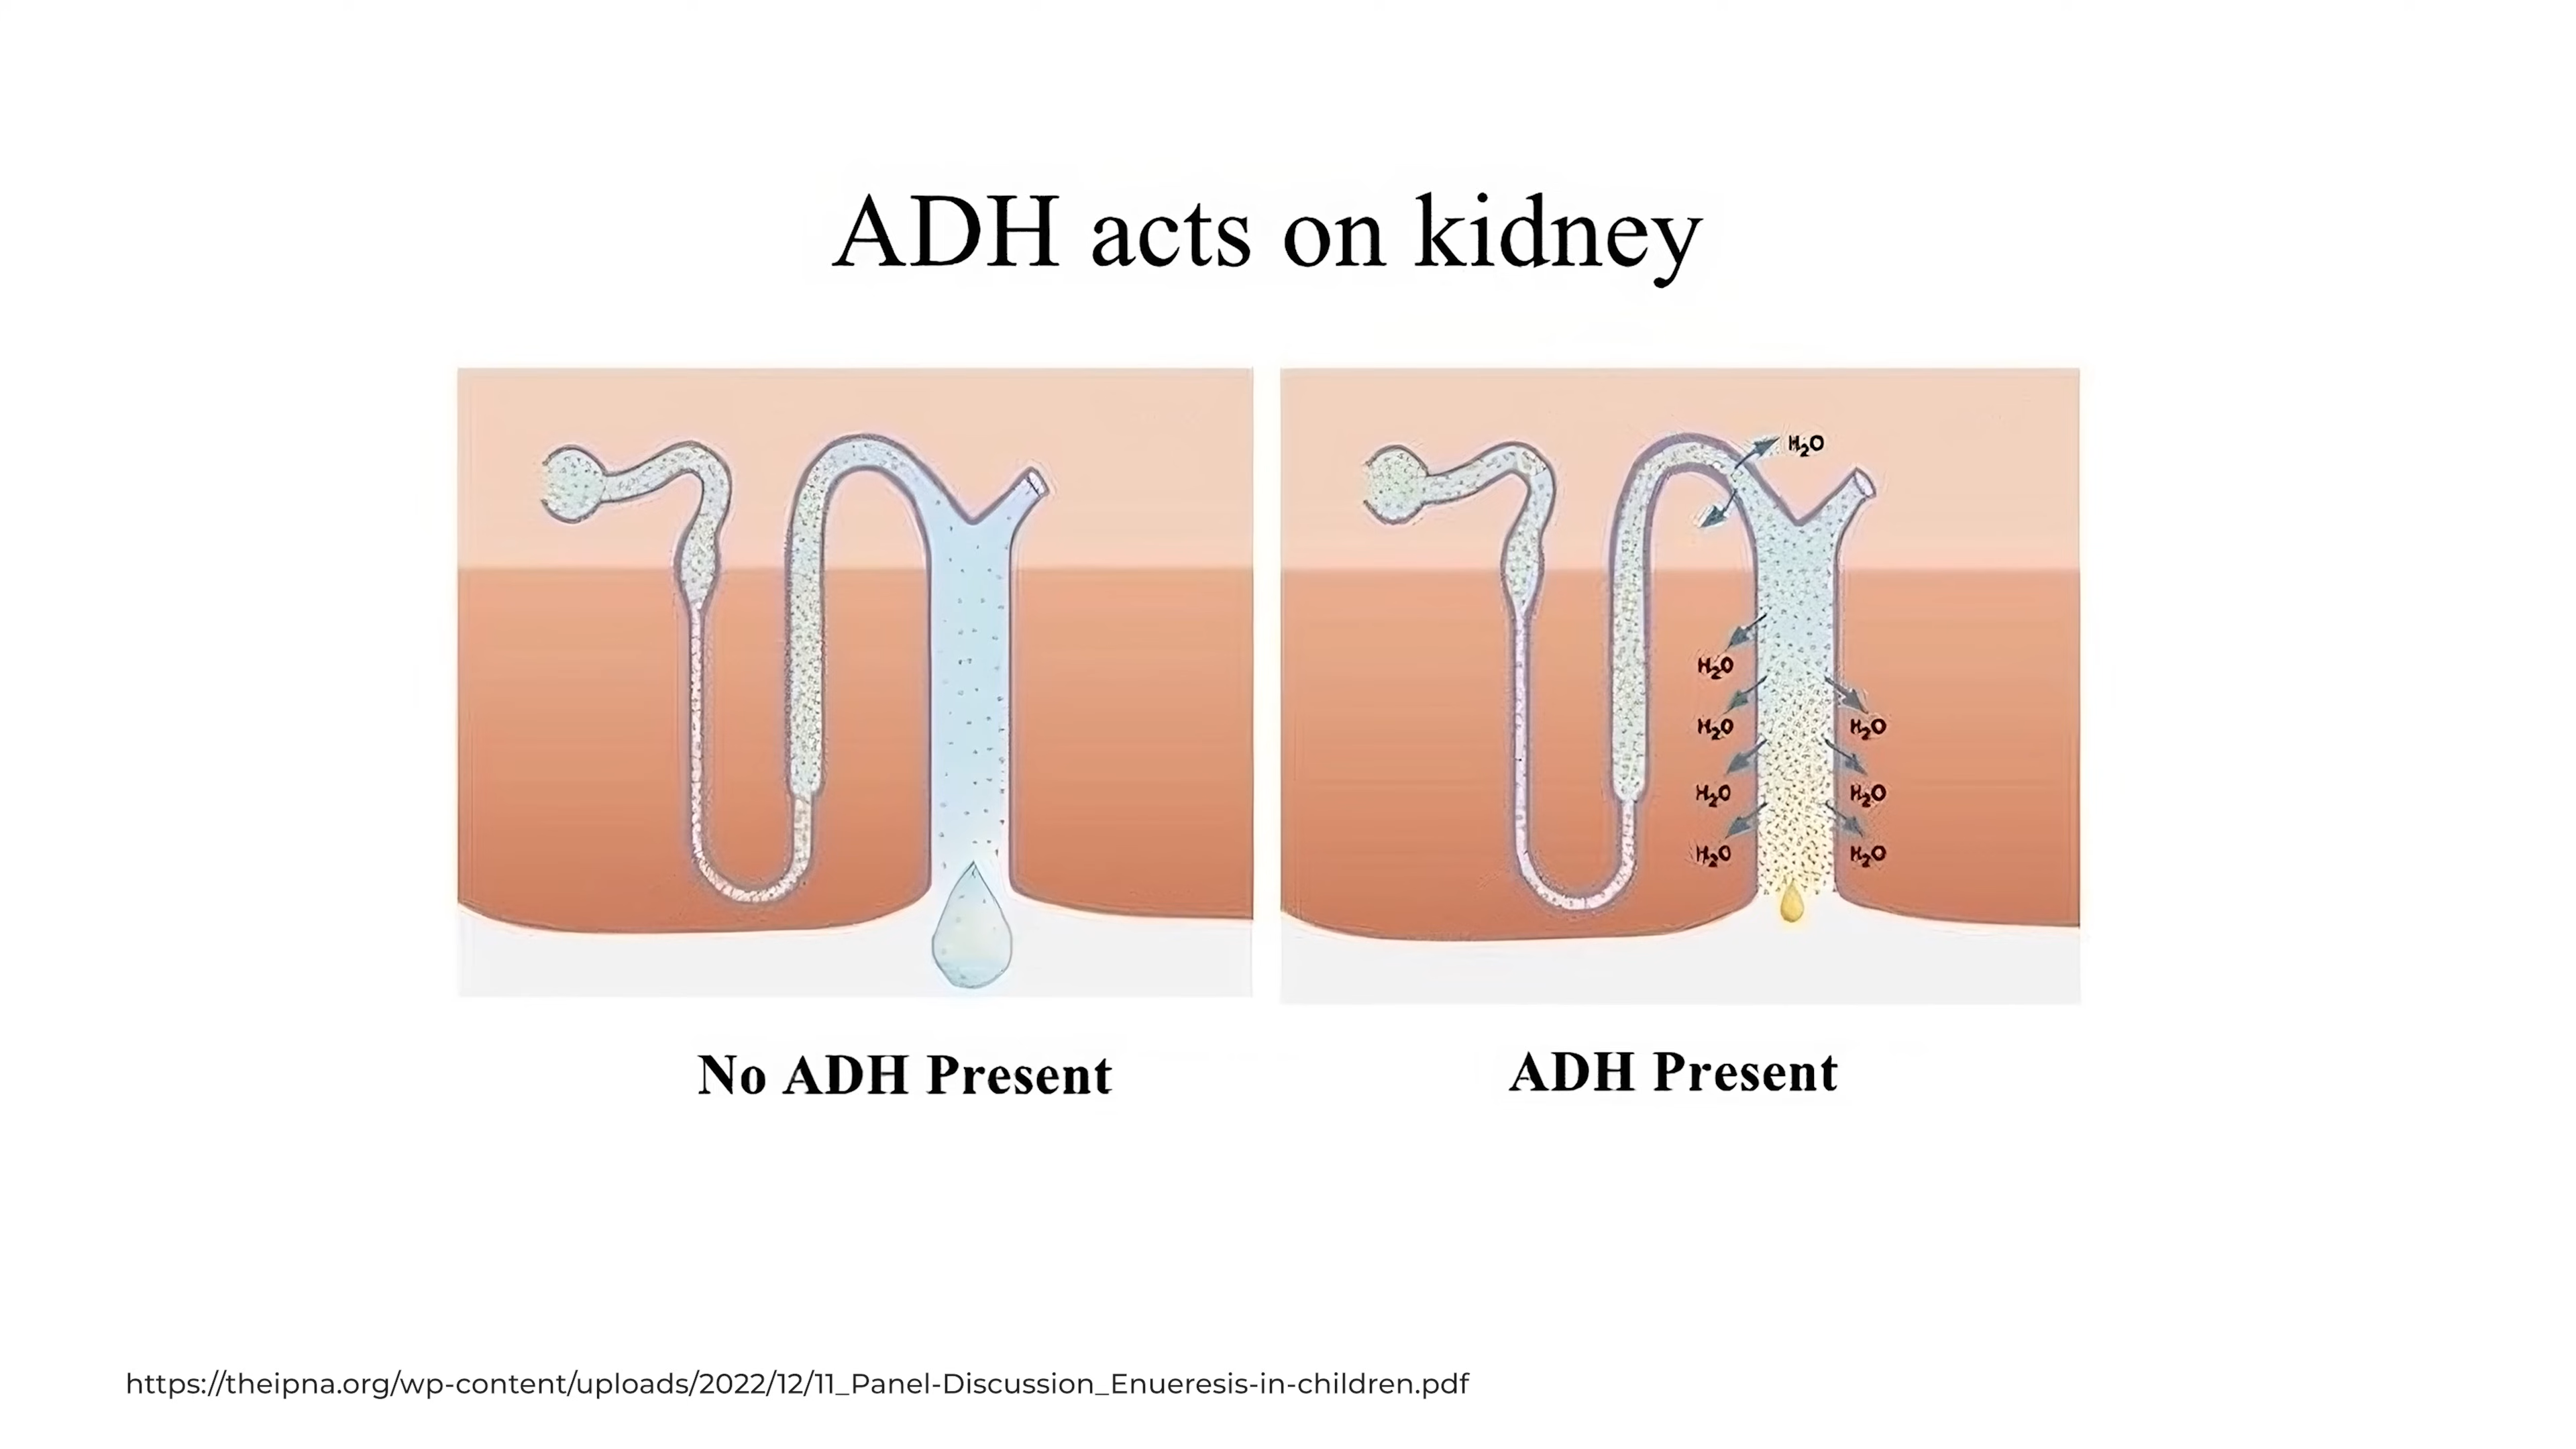 ADH acts on kidney
H₂O
H₂O
H₂O
H₂O
H₂O
H₂O
H₂O
H₂O
No ADH Present
ADH Present
https://theipna.org/wp-content/uploads/2022/12/11_Panel-Discussion_Enueresis-in-children.pdf